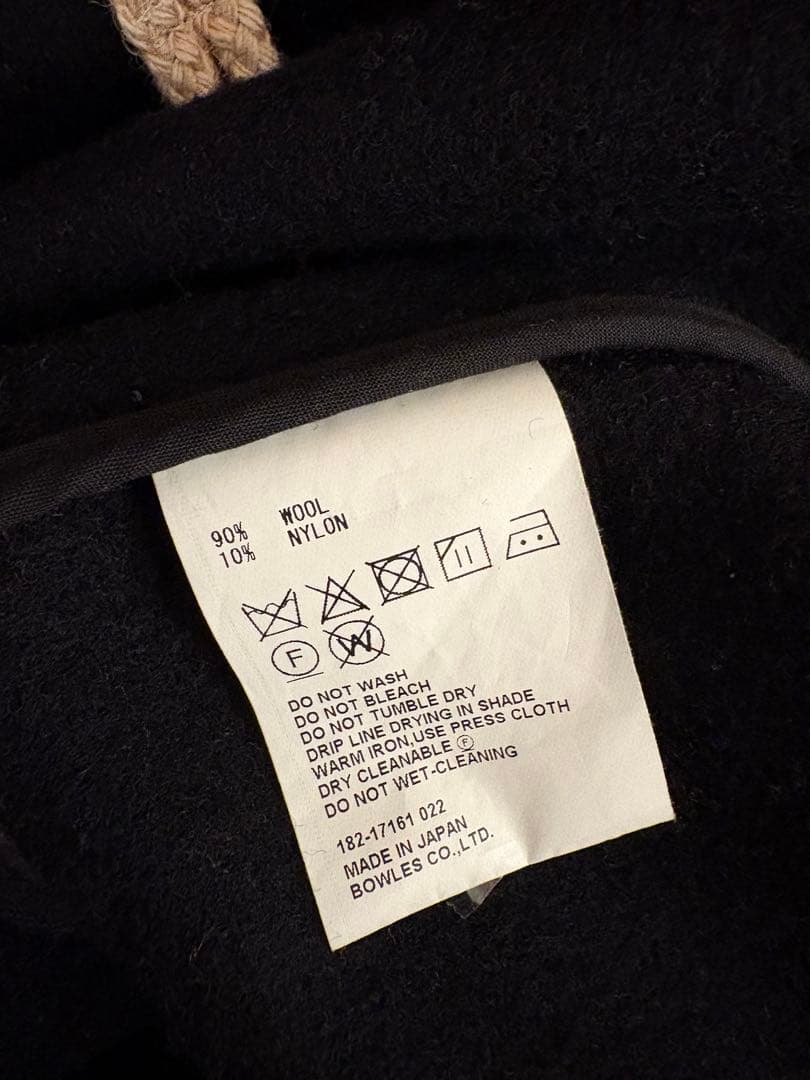 90% WOOL
10% NYLON
F W
DO NOT WASH
DO NOT BLEACH
DO NOT TUMBLE DRY
DRIP LINE DRYING IN SHADE
WARM IRON,USE PRESS CLOTH
DRY CLEANABLE Ⓕ
DO NOT WET-CLEANING
182-17161 022
MADE IN JAPAN
BOWLES CO.,LTD.